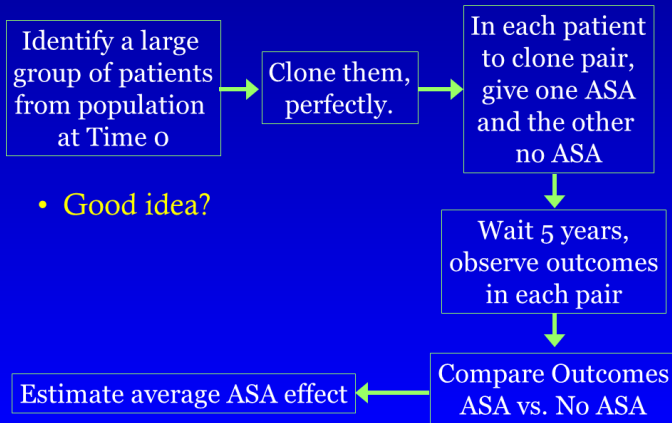 Identify a large
group of patients
from population
at Time 0
Clone them,
perfectly.
In each patient
to clone pair,
give one ASA
and the other
no ASA
• Good idea?
Wait 5 years,
observe outcomes
in each pair
Compare Outcomes
ASA vs. No ASA
Estimate average ASA effect